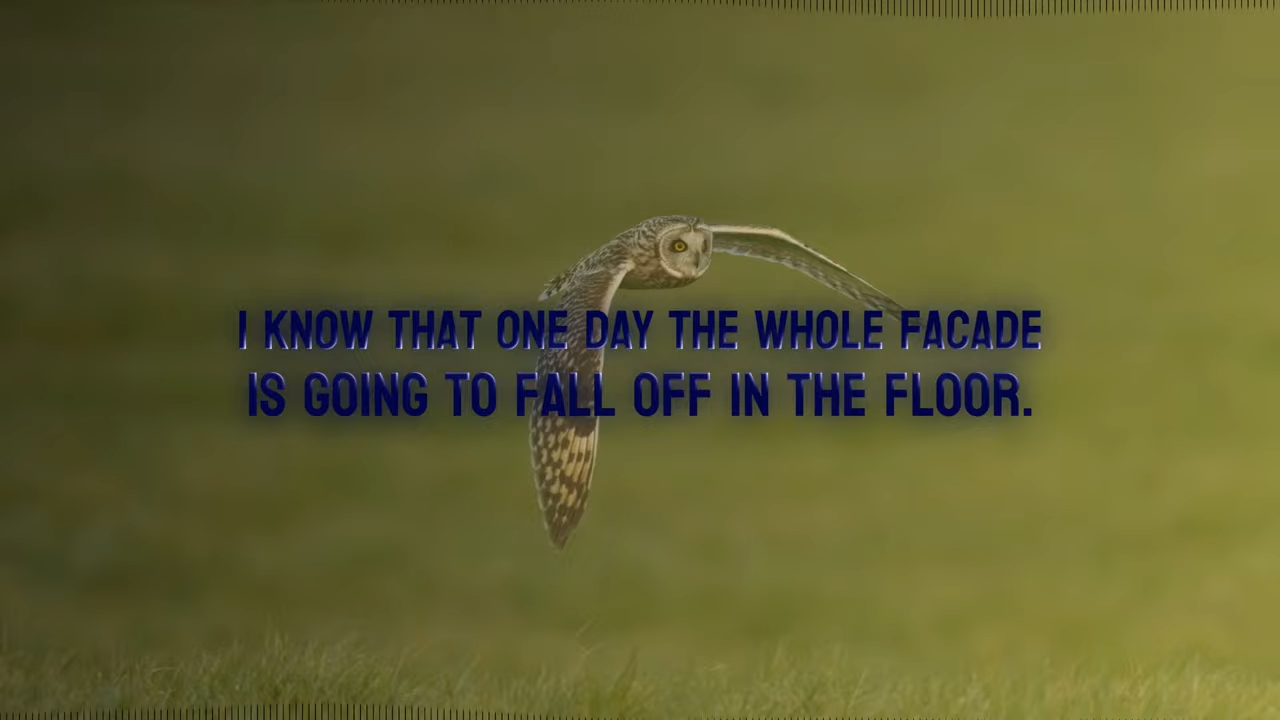 I KNOW THAT ONE DAY THE WHOLE FACADE
IS GOING TO FALL OFF IN THE FLOOR.